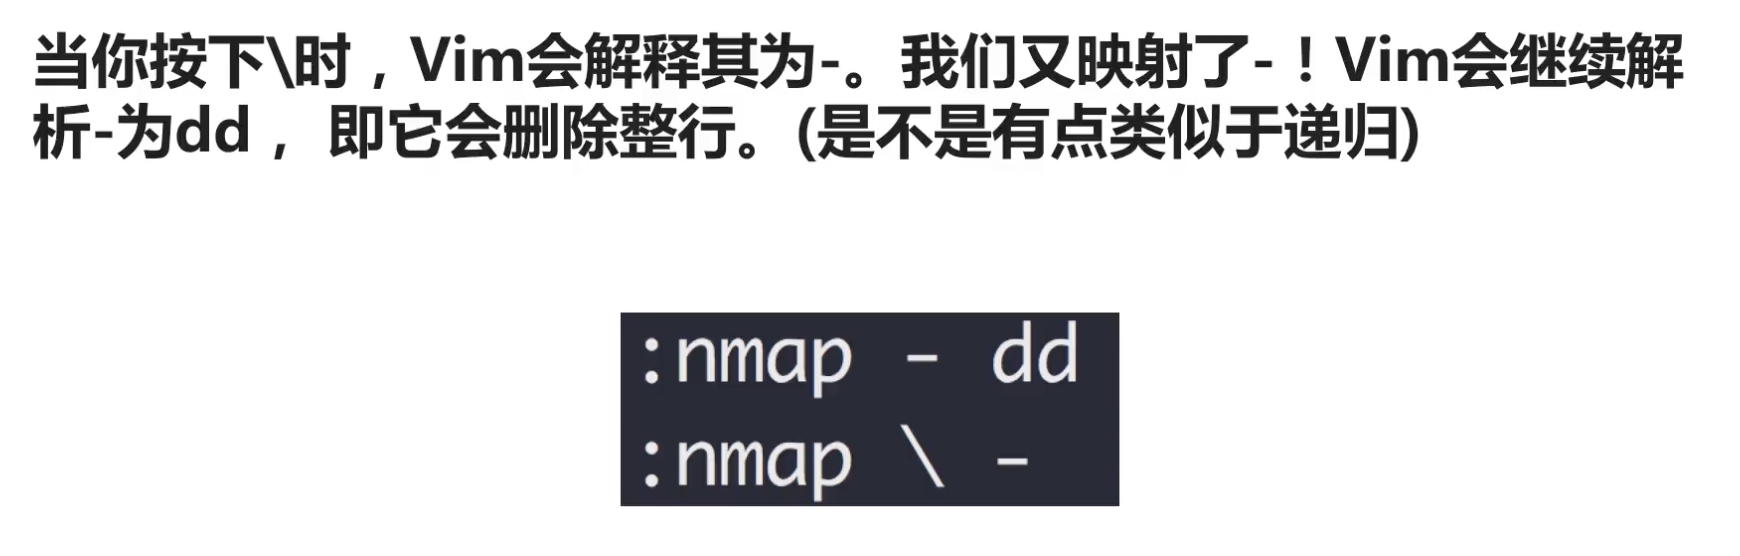 当你按下\时，Vim会解释其为-。我们又映射了-！Vim会继续解
析-为dd， 即它会删除整行。(是不是有点类似于递归)
:nmap - dd
:nmap \ -